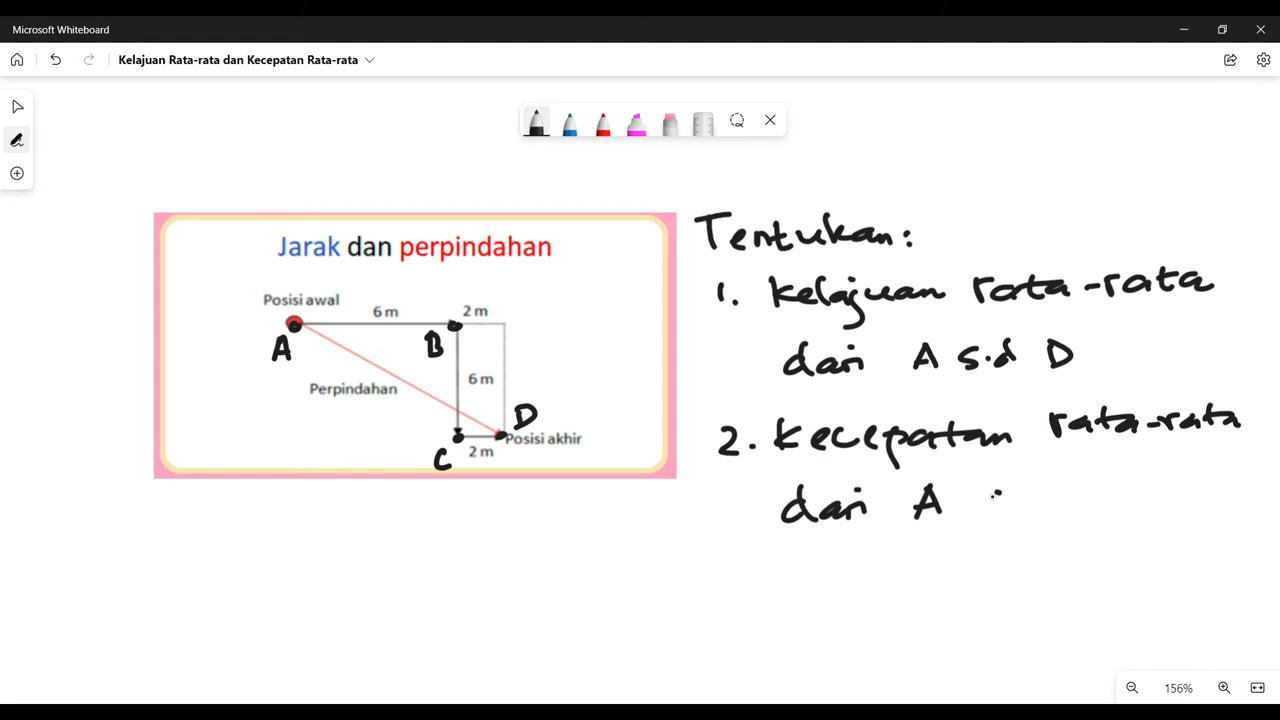 Microsoft Whiteboard
Kelajuan Rata-rata dan Kecepatan Rata-rata
Jarak dan perpindahan
Posisi awal
6 m
2 m
A
B
6 m
Perpindahan
D
Posisi akhir
C
2 m
Tentukan:
1. Kelajuan rata-rata
dari A s.d D
2. Kecepatan rata-rata
dari A
156%